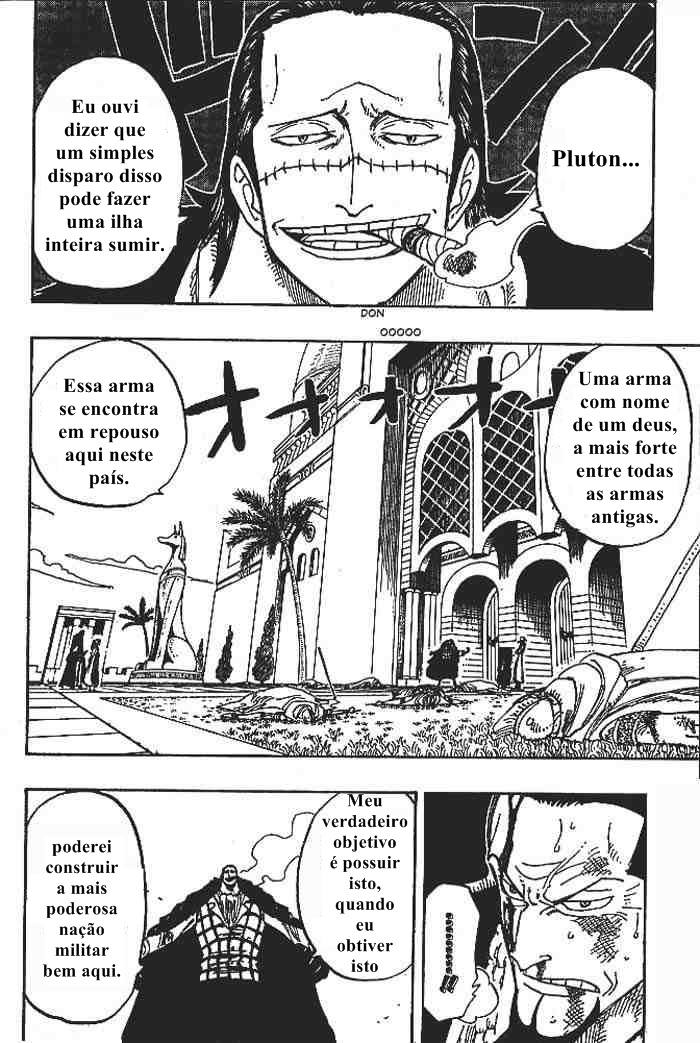 Pluton...
Eu ouvi
dizer que
um simples
disparo disso
pode fazer
uma ilha
inteira sumir.
DON
OOOOO
Uma arma
com nome
de um deus,
a mais forte
entre todas
as armas
antigas.
Essa arma
se encontra
em repouso
aqui neste
país.
Meu
verdadeiro
objetivo
é possuir
isto,
quando
eu
obtiver
isto
poderei
construir
a mais
poderosa
nação
militar
bem aqui.